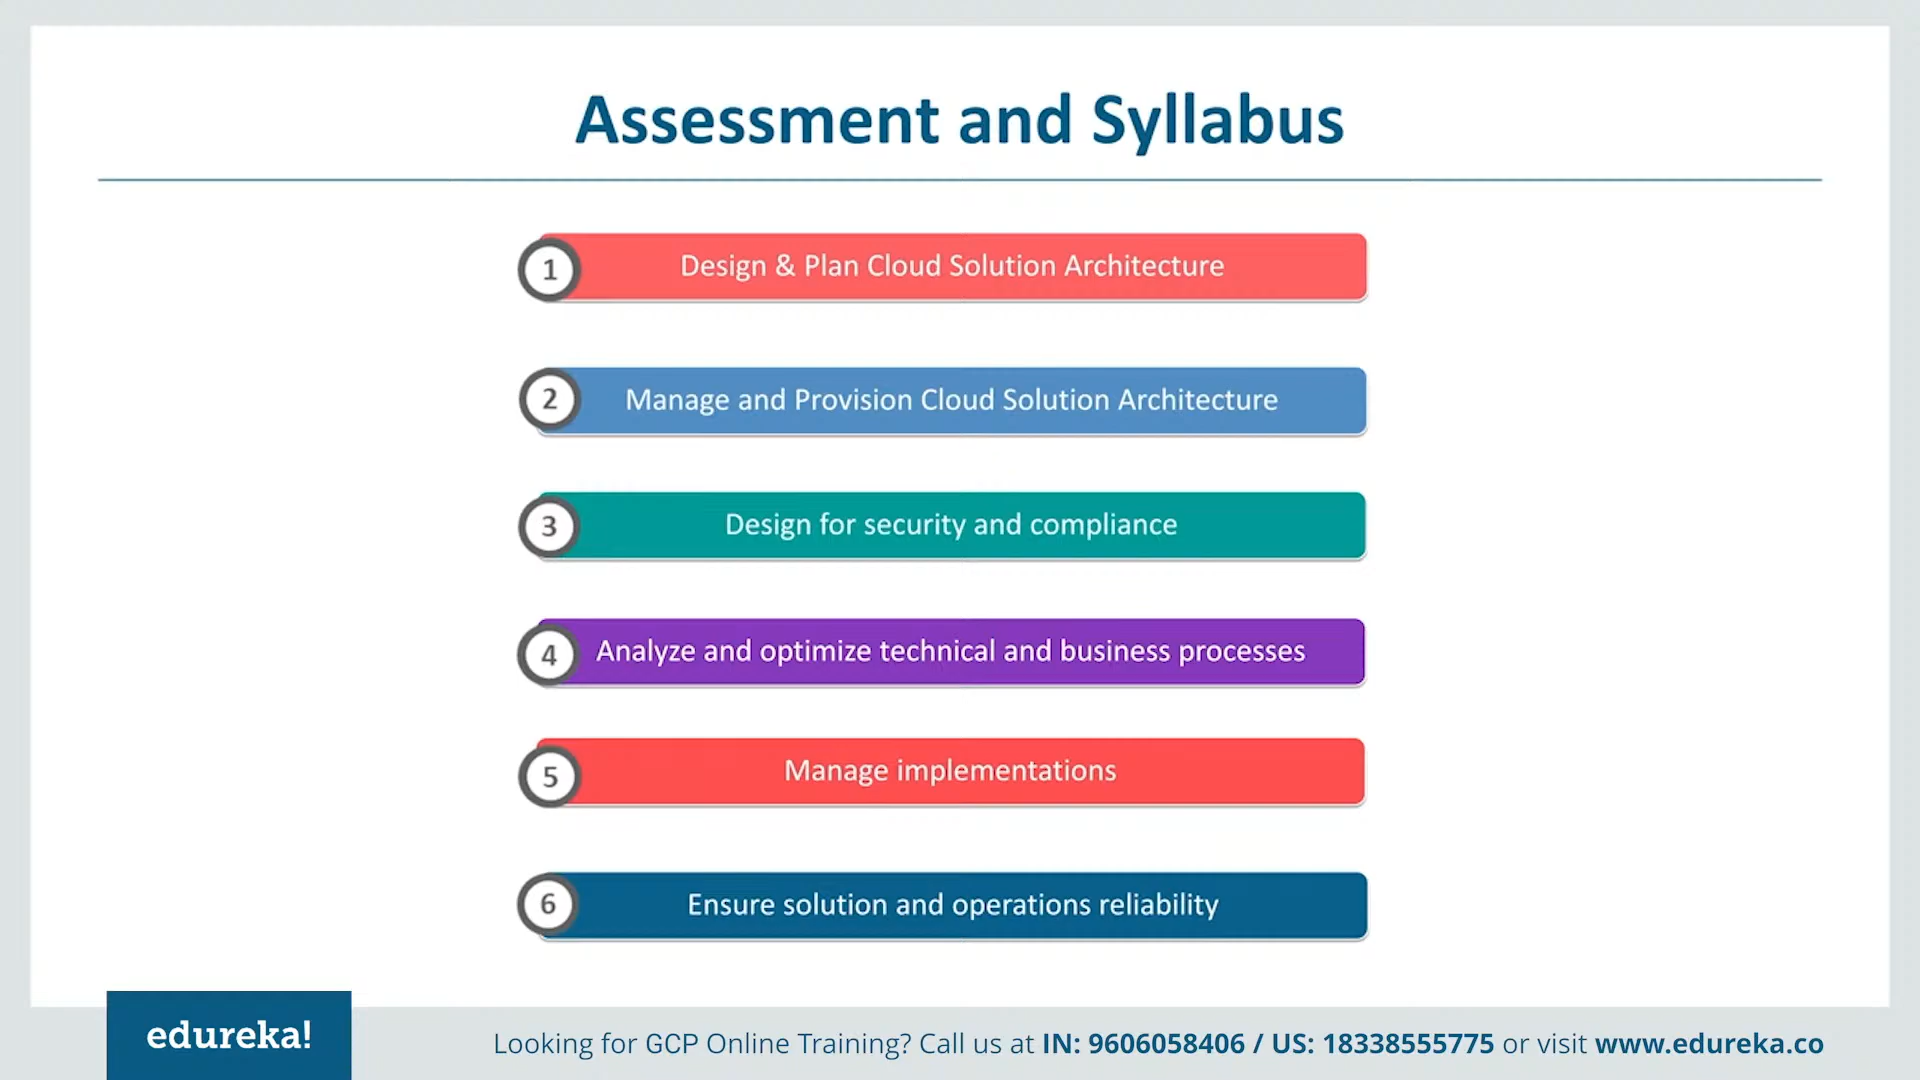 Assessment and Syllabus
1 Design & Plan Cloud Solution Architecture
2 Manage and Provision Cloud Solution Architecture
3 Design for security and compliance
4 Analyze and optimize technical and business processes
5 Manage implementations
6 Ensure solution and operations reliability
edureka!
Looking for GCP Online Training? Call us at IN: 9606058406 / US: 18338555775 or visit www.edureka.co